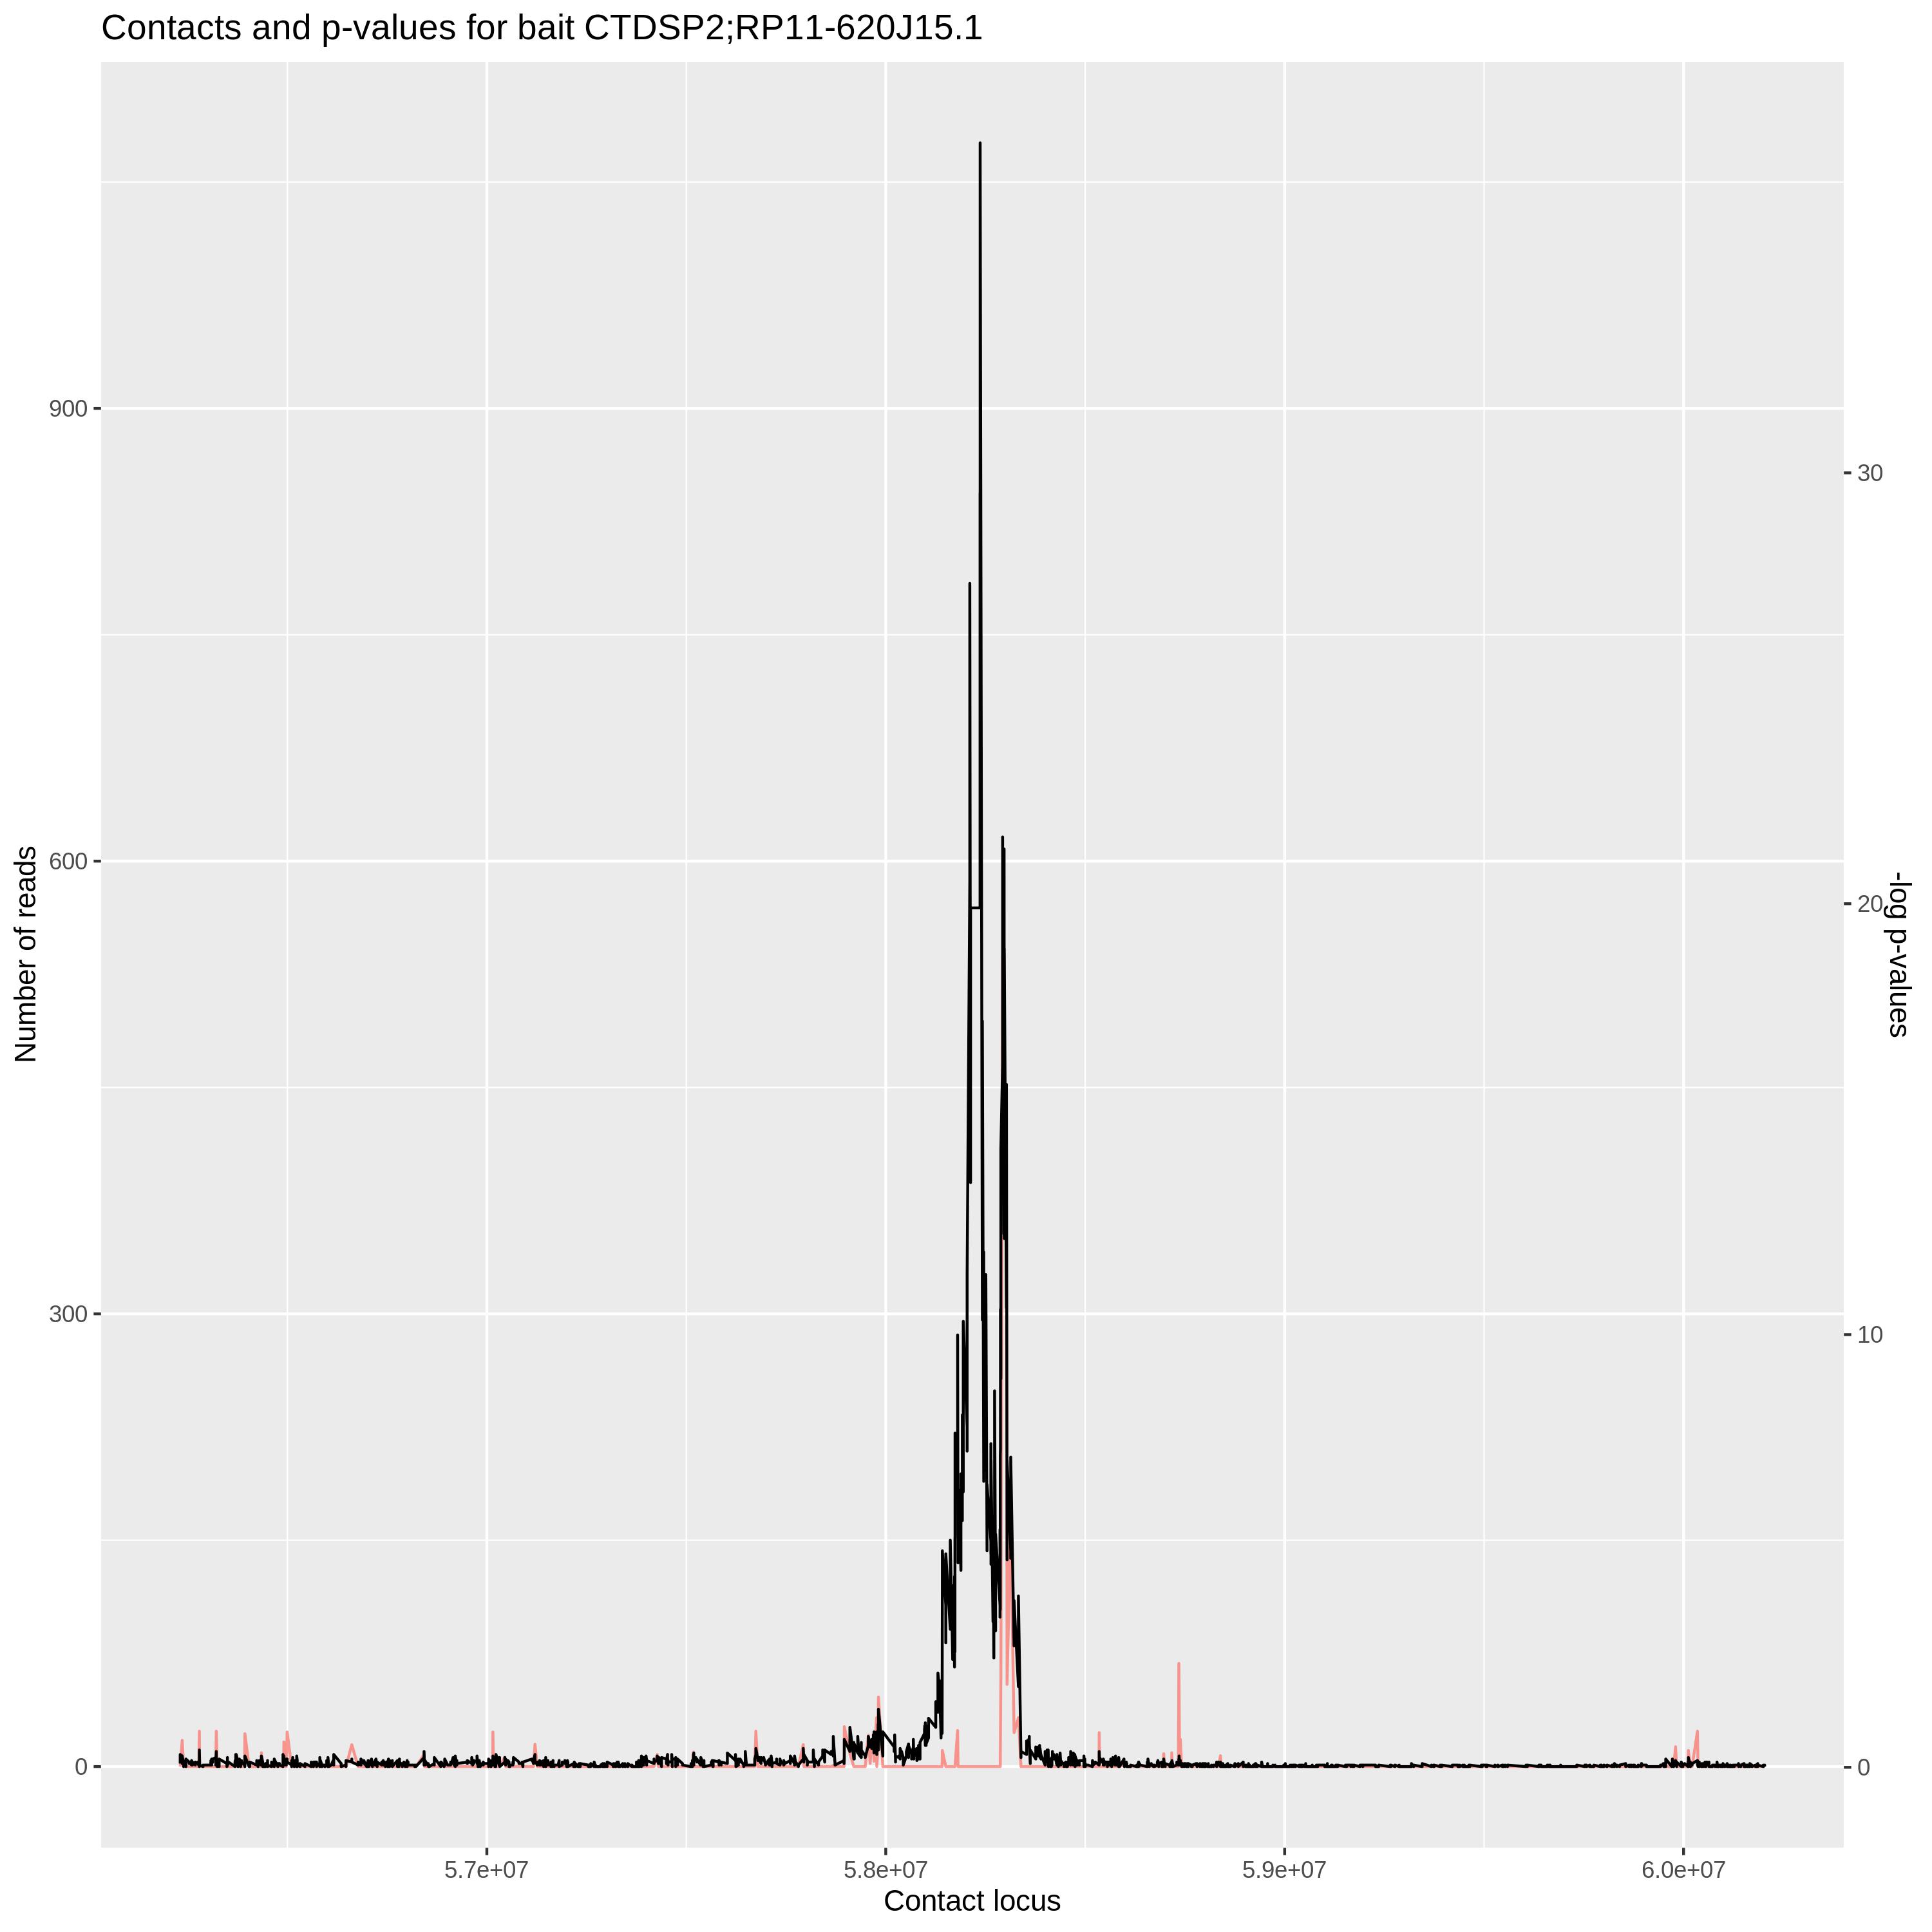 Contacts and p-values for bait CTDSP2;RP11-620J15.1
900
600
300
0
Number of reads
30
20
10
0
-log p-values
5.7e+07
5.8e+07
5.9e+07
6.0e+07
Contact locus